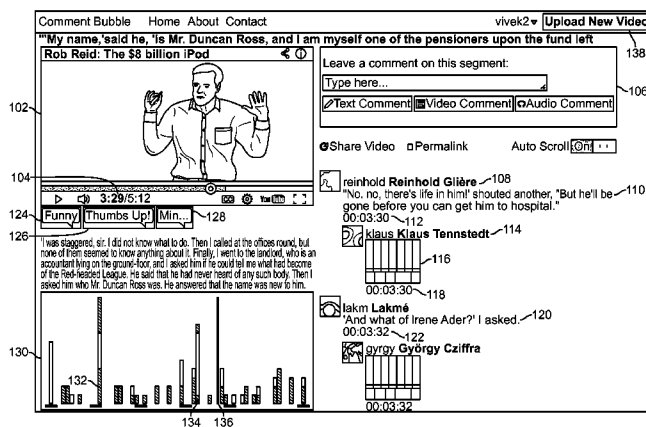 Comment Bubble Home About Contact vivek2▾ Upload New Video
138
"'My name,'said he, 'is Mr. Duncan Ross, and I am myself one of the pensioners upon the fund left
Rob Reid: The $8 billion iPod
102
104
3:29/5:12
CC You Tube
124
Funny Thumbs Up! Min...
128
126
I was staggered, sir. I did not know what to do. Then I called at the offices round, but
none of them seemed to know anything about it. Finally, I went to the landlord, who is an
accountant lying on the ground-floor, and I asked him if he could tell me what had become
of the Red-headed League. He said that he had never heard of any such body. Then I
asked him who Mr. Duncan Ross was. He answered that the name was new to him.
130
132
134 136
Leave a comment on this segment:
106
Type here...
Text Comment Video Comment Audio Comment
Share Video Permalink Auto Scroll On
reinhold Reinhold Glière 108
"No. no, there's life in him!' shouted another, "But he'll be
110
gone before you can get him to hospital."
00:03:30 112
klaus Klaus Tennstedt 114
116
00:03:30 118
lakm Lakmé
'And what of Irene Ader?' I asked. 120
00:03:32 122
gyrgy György Cziffra
00:03:32